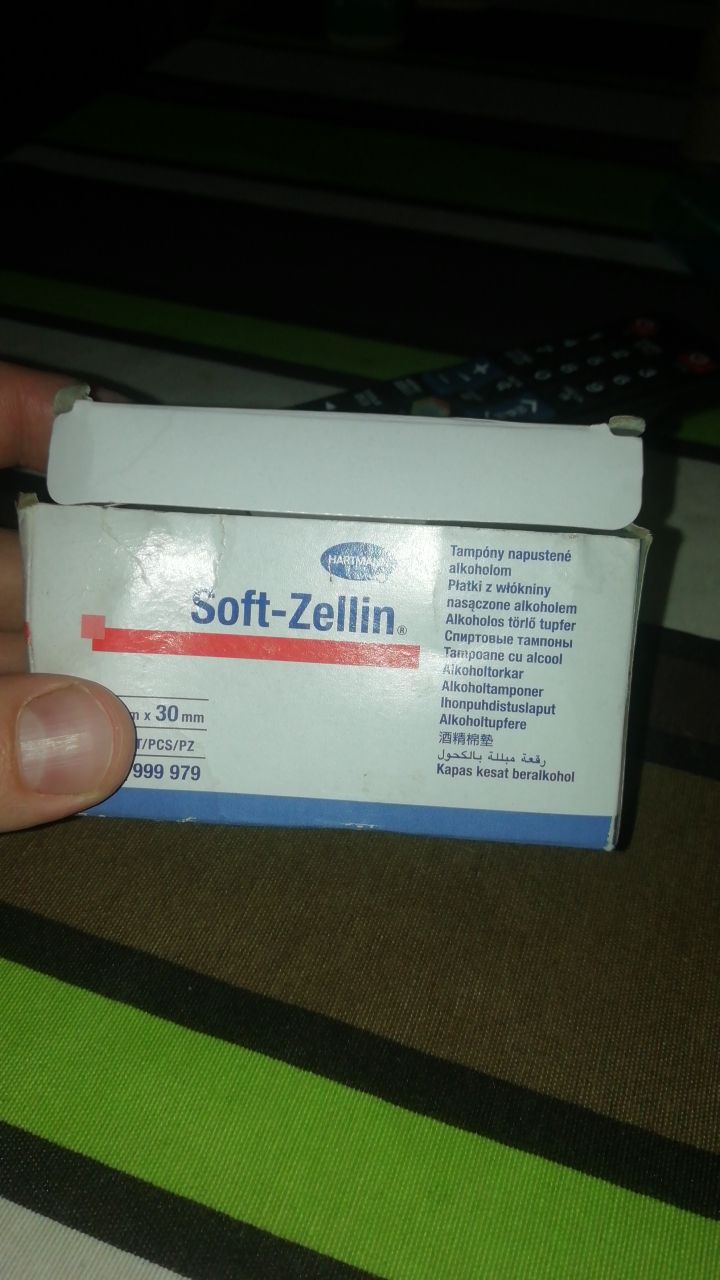 HARTMANN
Soft-Zellin®
x 30 mm
T/PCS/PZ
999 979
Tampóny napustené
alkoholom
Płatki z włókniny
nasączone alkoholem
Alkoholos törlő tupfer
Спиртовые тампоны
Tampoane cu alcool
Alkoholtorkar
Alkoholtamponer
Ihonpuhdistuslaput
Alkoholtupfere
酒精棉墊
رقعة مبللة بالكحول
Kapas kesat beralkohol